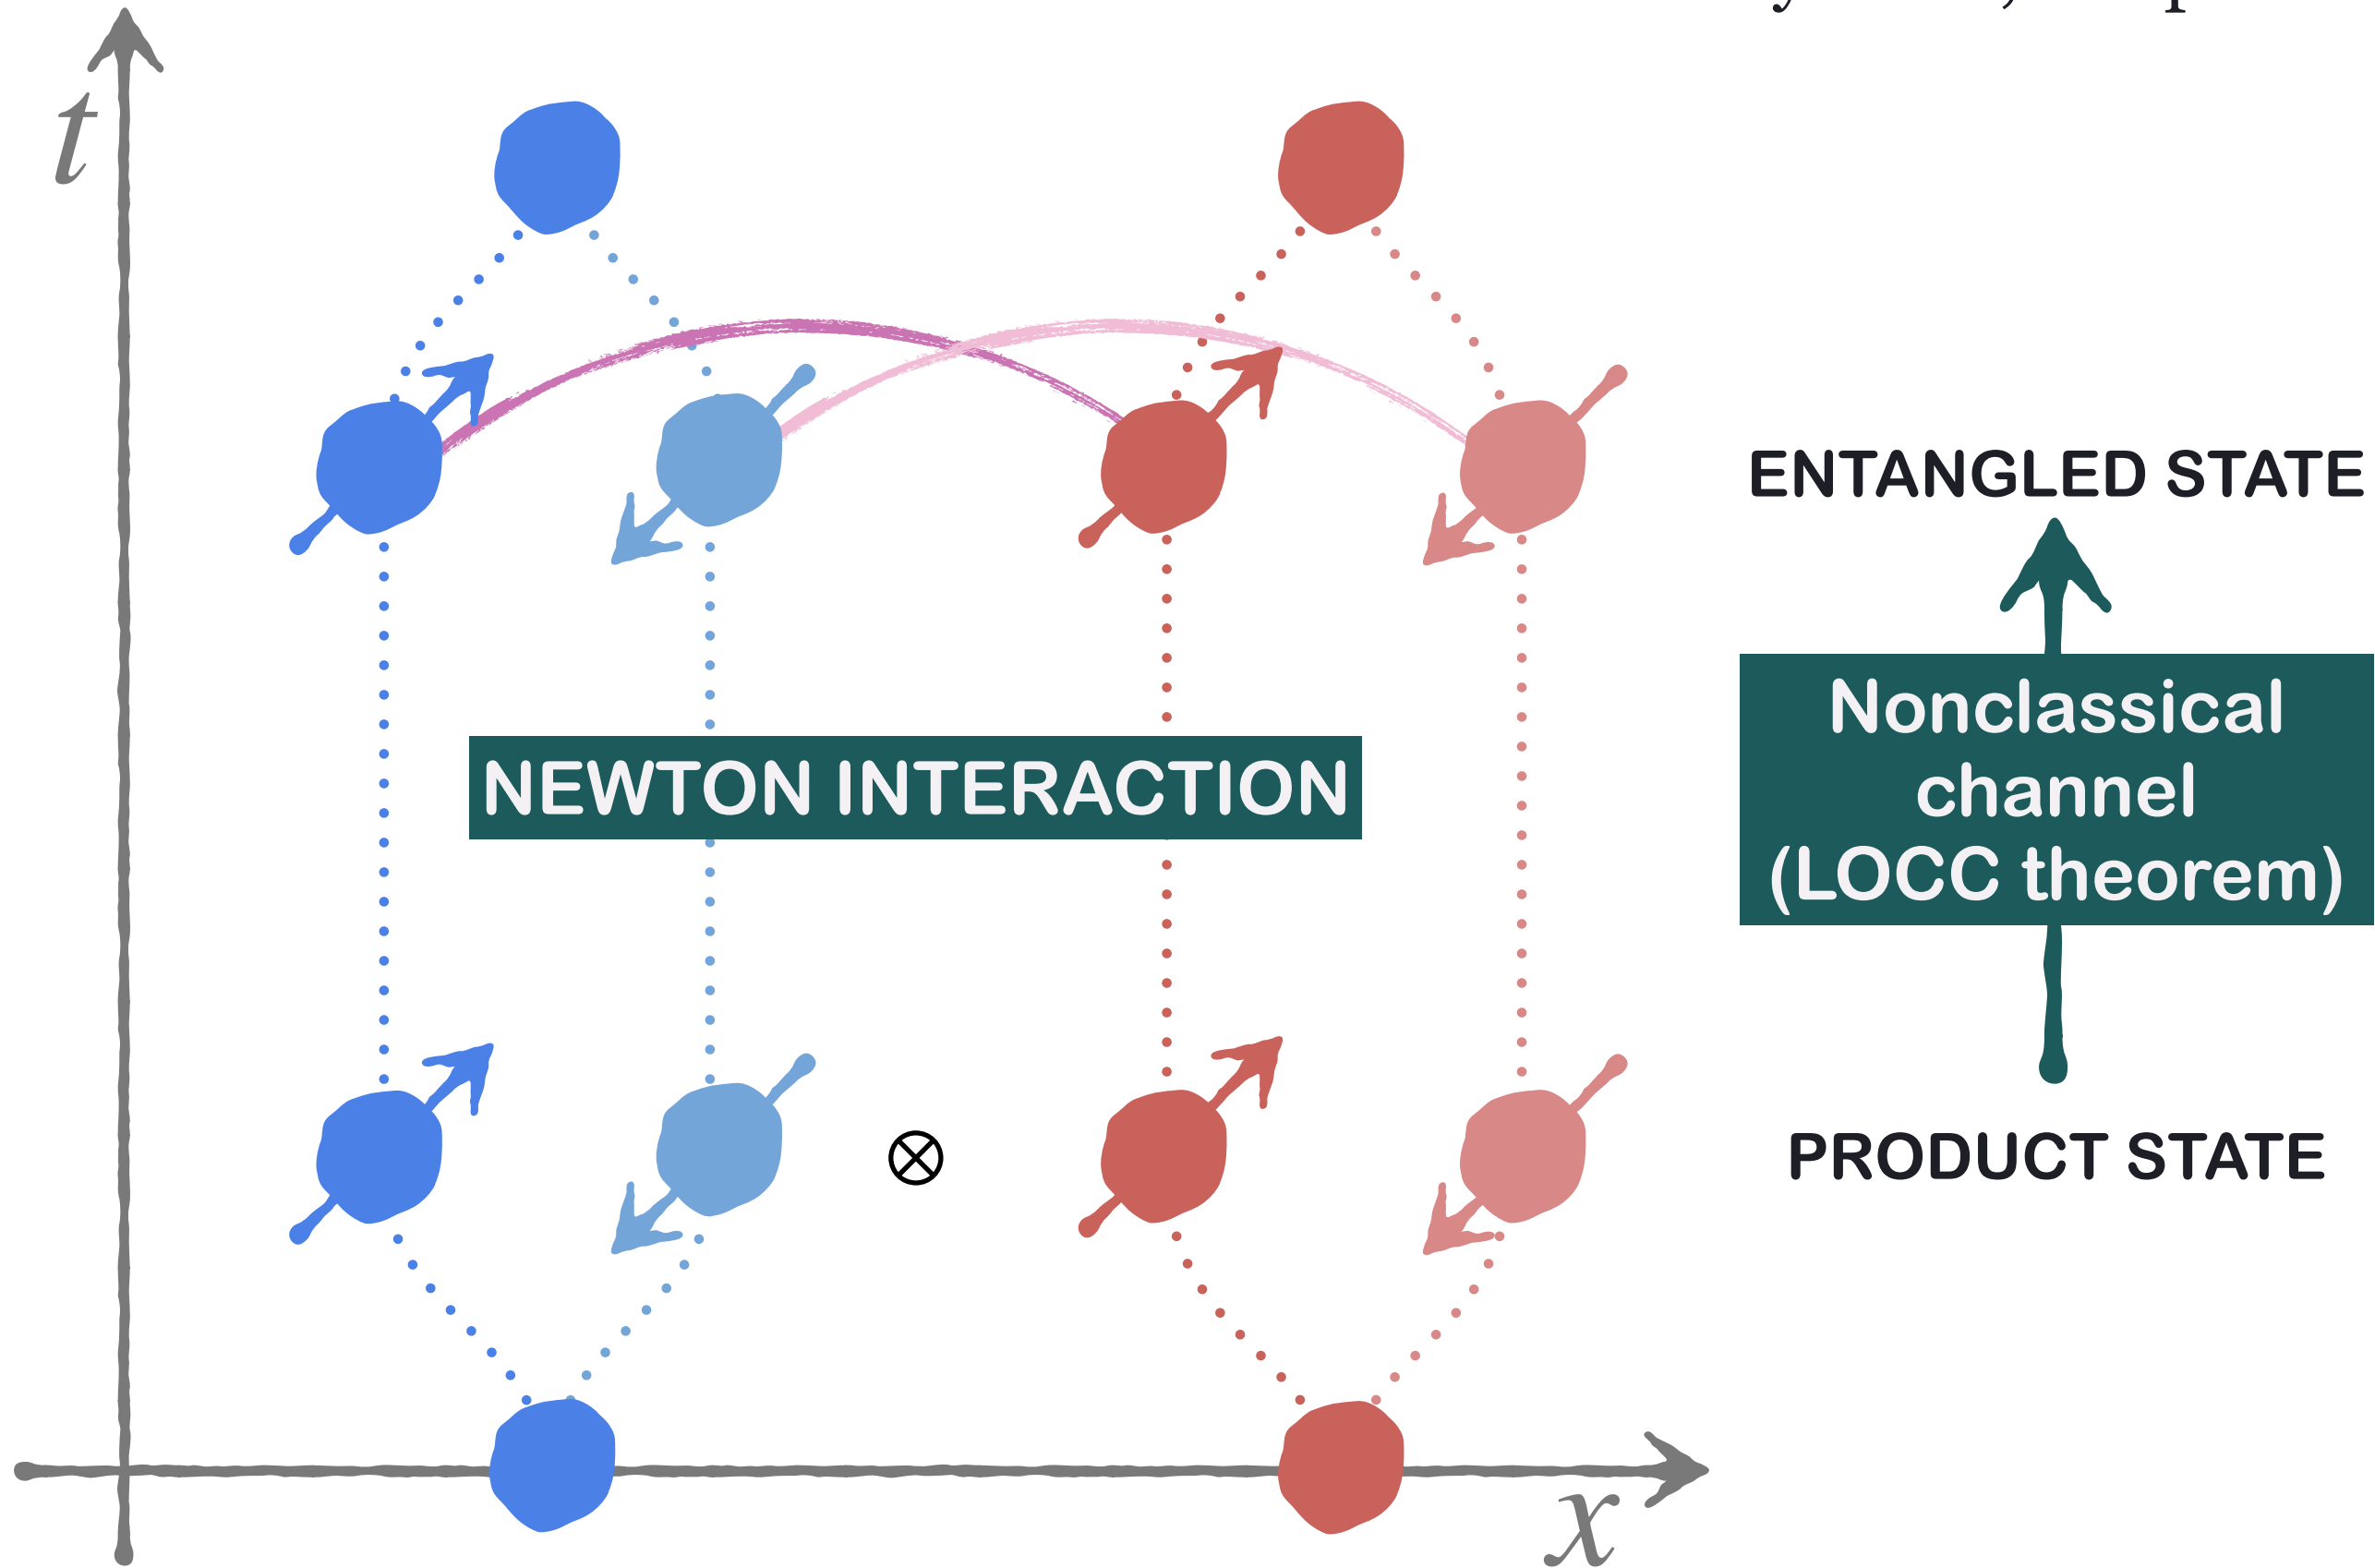 t
ENTANGLED STATE
Nonclassical
channel
(LOCC theorem)
NEWTON INTERACTION
⊗
PRODUCT STATE
x